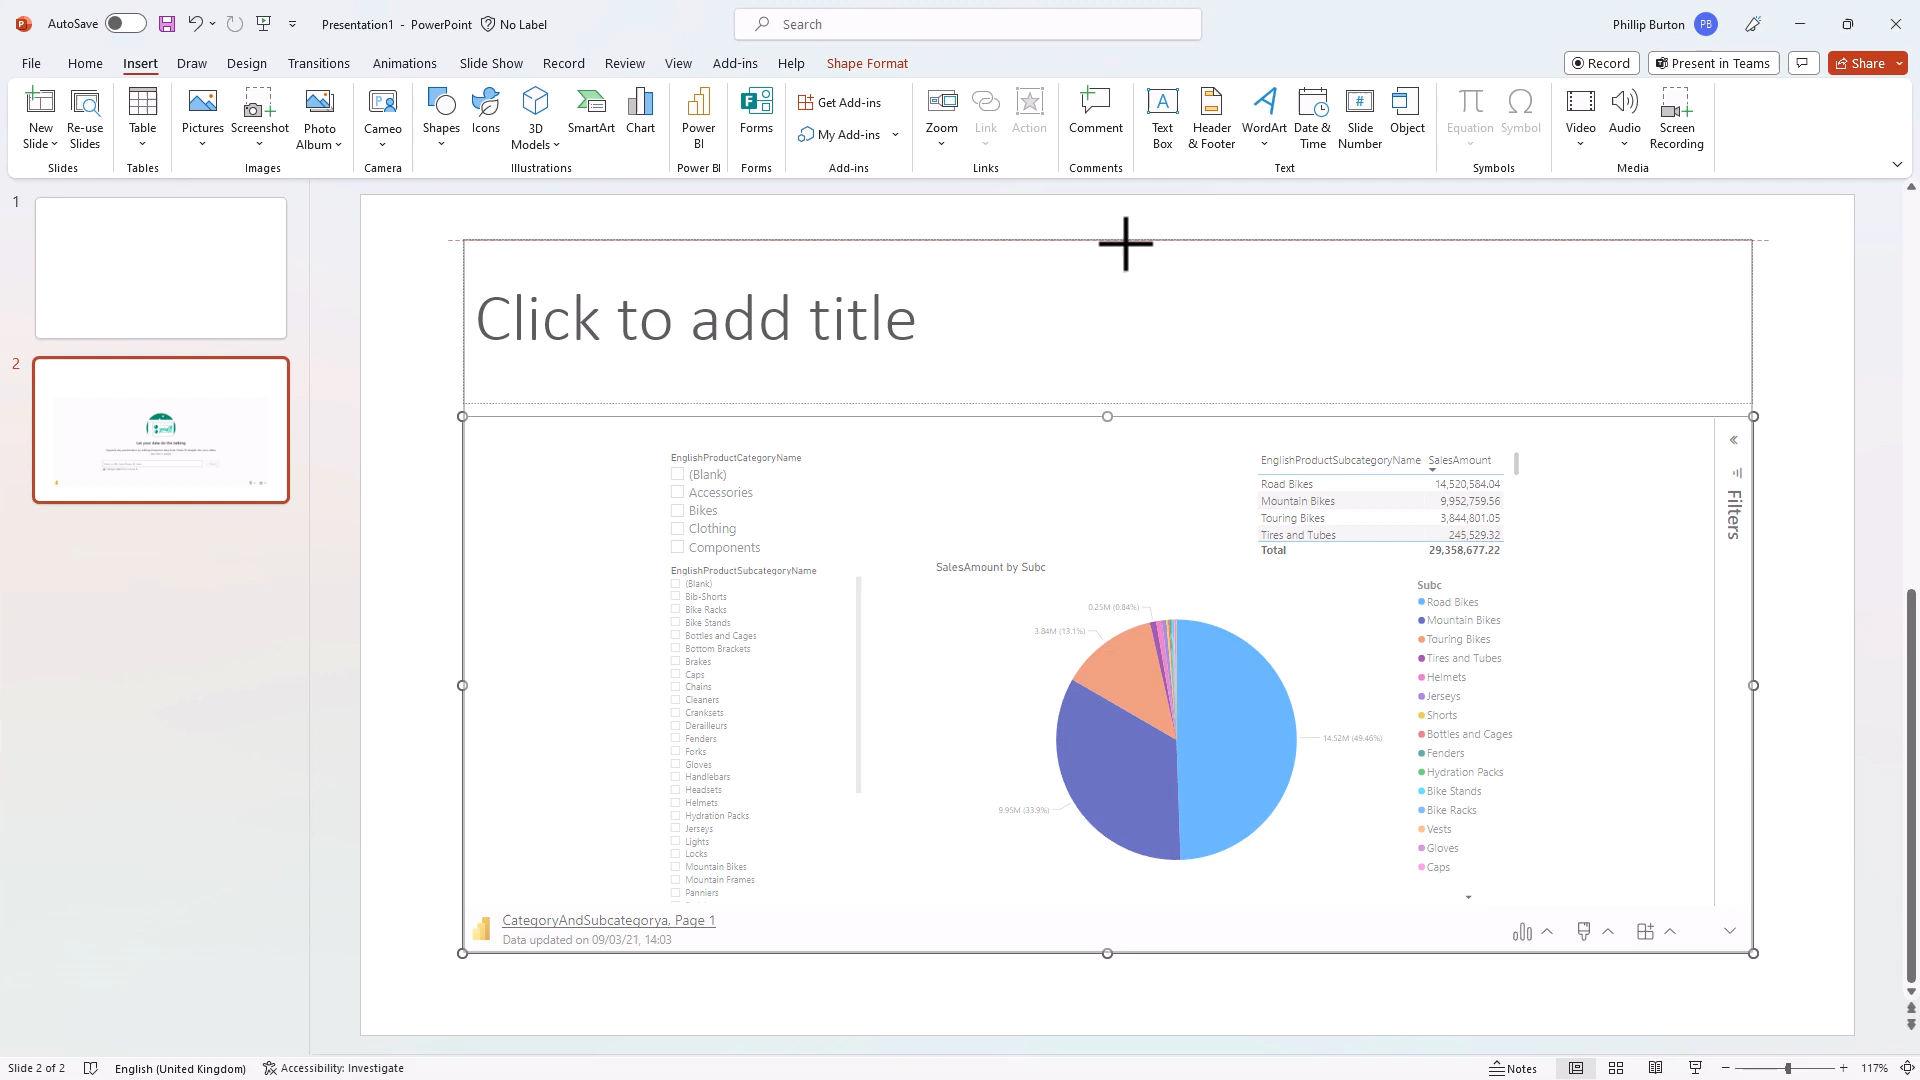 AutoSave
Presentation1 - PowerPoint
No Label
Search
Phillip Burton
PB
File
Home
Insert
Draw
Design
Transitions
Animations
Slide Show
Record
Review
View
Add-ins
Help
Shape Format
Record
Present in Teams
Share
New Slide
Re-use Slides
Slides
Table
Tables
Pictures
Screenshot
Photo Album
Images
Cameo
Camera
Shapes
Icons
3D Models
SmartArt
Chart
Illustrations
Power BI
Power BI
Forms
Forms
Get Add-ins
My Add-ins
Add-ins
Zoom
Link
Action
Links
Comment
Comments
Text Box
Header & Footer
WordArt
Date & Time
Slide Number
Object
Text
Equation
Symbol
Symbols
Video
Audio
Screen Recording
Media
1
2
Let your data do the talking
Click to add title
EnglishProductCategoryName
(Blank)
Accessories
Bikes
Clothing
Components
EnglishProductSubcategoryName
(Blank)
Bib-Shorts
Bike Racks
Bike Stands
Bottles and Cages
Bottom Brackets
Brakes
Caps
Chains
Cleaners
Cranksets
Derailleurs
Fenders
Forks
Gloves
Handlebars
Headsets
Helmets
Hydration Packs
Jerseys
Lights
Locks
Mountain Bikes
Mountain Frames
Panniers
EnglishProductSubcategoryName SalesAmount
Road Bikes 14,520,584.04
Mountain Bikes 9,952,759.56
Touring Bikes 3,844,801.05
Tires and Tubes 245,529.32
Total 29,358,677.22
SalesAmount by Subc
0.25M (0.84%)
3.84M (13.1%)
14.52M (49.46%)
9.95M (33.9%)
Subc
Road Bikes
Mountain Bikes
Touring Bikes
Tires and Tubes
Helmets
Jerseys
Shorts
Bottles and Cages
Fenders
Hydration Packs
Bike Stands
Bike Racks
Vests
Gloves
Caps
Filters
CategoryAndSubcategorya, Page 1
Data updated on 09/03/21, 14:03
Slide 2 of 2
English (United Kingdom)
Accessibility: Investigate
Notes
117%